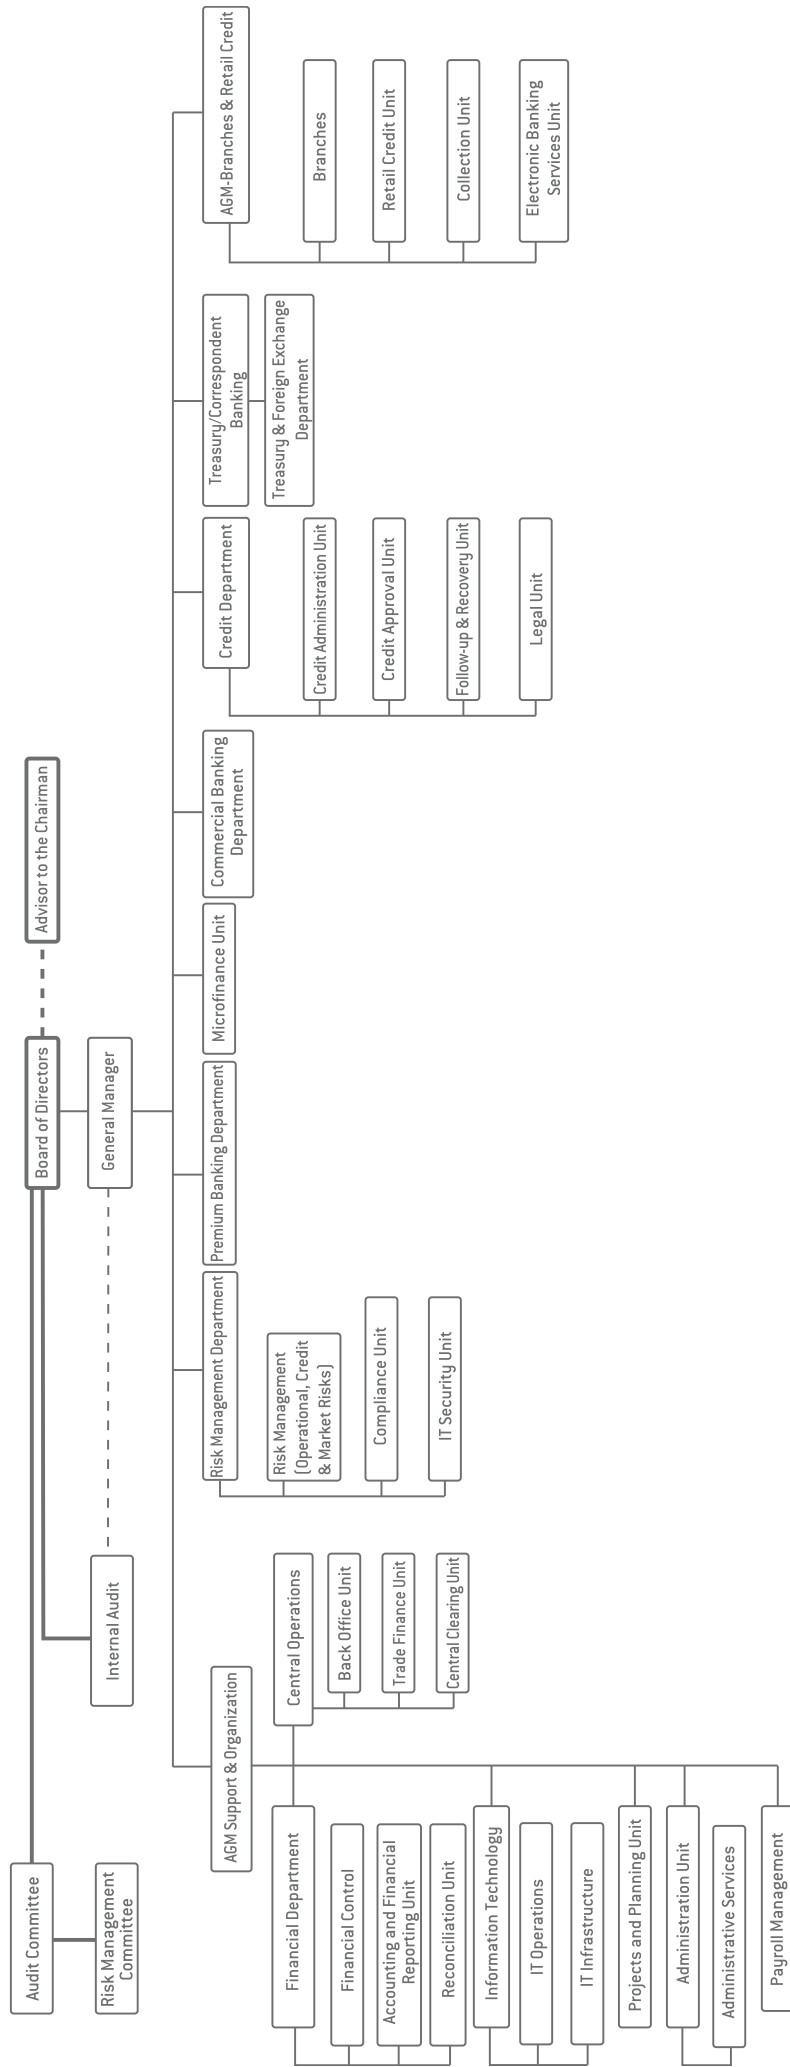 Advisor to the Chairman
Board of Directors
General Manager
Audit Committee
Risk Management
Committee
Internal Audit
AGM Support & Organization
Financial Department
Financial Control
Accounting and Financial
Reporting Unit
Reconciliation Unit
Information Technology
IT Operations
IT Infrastructure
Projects and Planning Unit
Administration Unit
Administrative Services
Payroll Management
Central Operations
Back Office Unit
Trade Finance Unit
Central Clearing Unit
Risk Management Department
Risk Management
(Operational, Credit
& Market Risks)
Compliance Unit
IT Security Unit
Premium Banking Department
Microfinance Unit
Commercial Banking
Department
Credit Department
Credit Administration Unit
Credit Approval Unit
Follow-up & Recovery Unit
Legal Unit
Treasury/Correspondent
Banking
Treasury & Foreign Exchange
Department
AGM-Branches & Retail Credit
Branches
Retail Credit Unit
Collection Unit
Electronic Banking
Services Unit